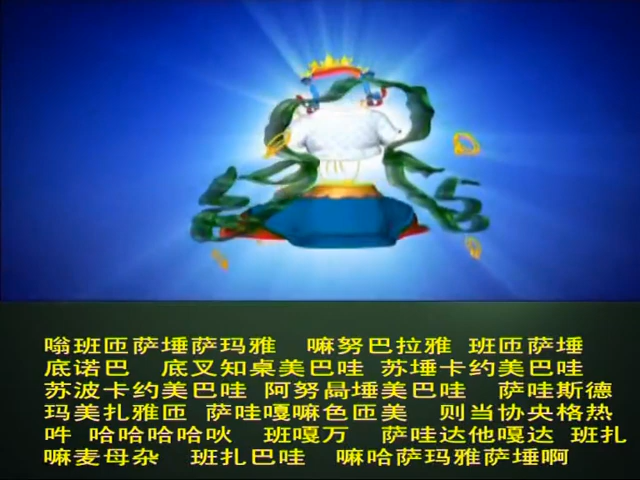 嗡班匝萨埵萨玛雅 嘛努巴拉雅 班匝萨埵
底诺巴 底叉知桌美巴哇 苏埵卡约美巴哇
苏波卡约美巴哇 阿努晑埵美巴哇 萨哇斯德
玛美扎雅匝 萨哇嘎嘛色匝美 则当协央格热
吽 哈哈哈哈吙 班嘎万 萨哇达他嘎达 班扎
嘛麦母杂 班扎巴哇 嘛哈萨玛雅萨埵啊